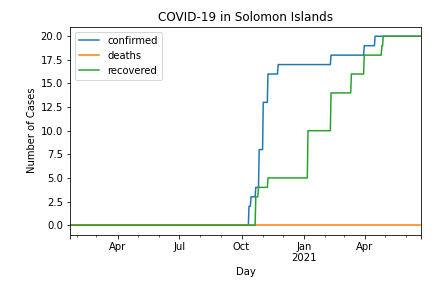 COVID-19 in Solomon Islands
confirmed
deaths
recovered
Number of Cases
20.0
17.5
15.0
12.5
10.0
7.5
5.0
2.5
0.0
Apr Jul Oct Jan Apr
2021
Day